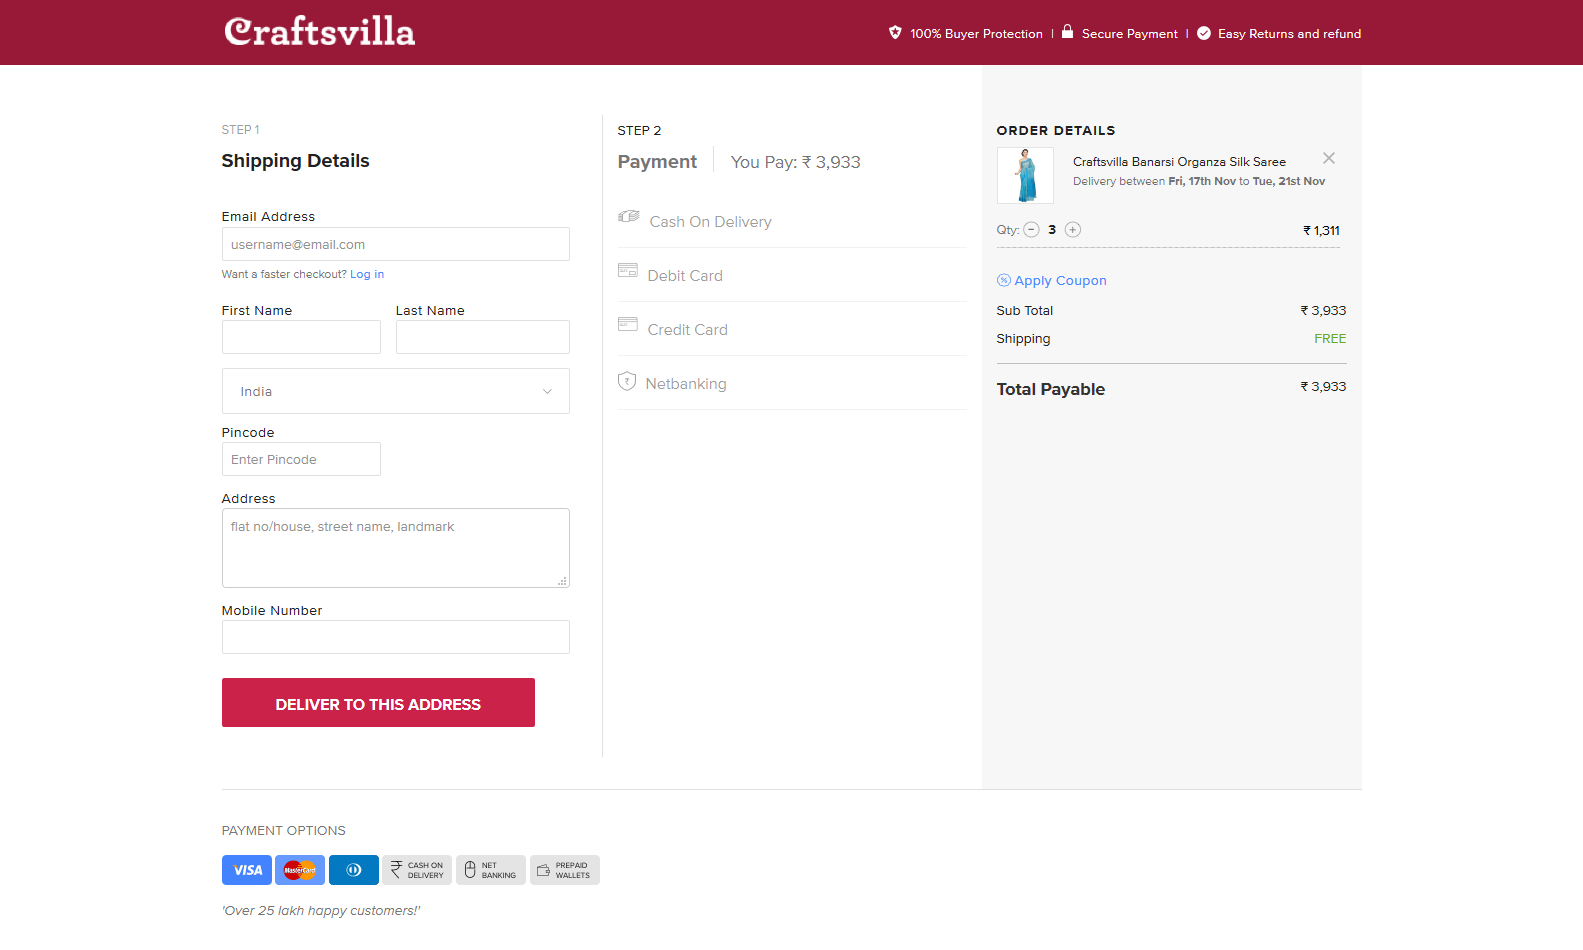 Craftsvilla
100% Buyer Protection | Secure Payment | Easy Returns and refund
STEP 1
Shipping Details
Email Address
username@email.com
Want a faster checkout? Log in
First Name Last Name
India
Pincode
Enter Pincode
Address
flat no/house, street name, landmark
Mobile Number
DELIVER TO THIS ADDRESS
STEP 2
Payment You Pay: ₹ 3,933
Cash On Delivery
Debit Card
Credit Card
Netbanking
ORDER DETAILS
Craftsvilla Banarsi Organza Silk Saree
Delivery between Fri, 17th Nov to Tue, 21st Nov
Qty: 3 ₹ 1,311
Apply Coupon
Sub Total ₹ 3,933
Shipping FREE
Total Payable ₹ 3,933
PAYMENT OPTIONS
VISA MasterCard CASH ON DELIVERY NET BANKING PREPAID WALLETS
'Over 25 lakh happy customers!'